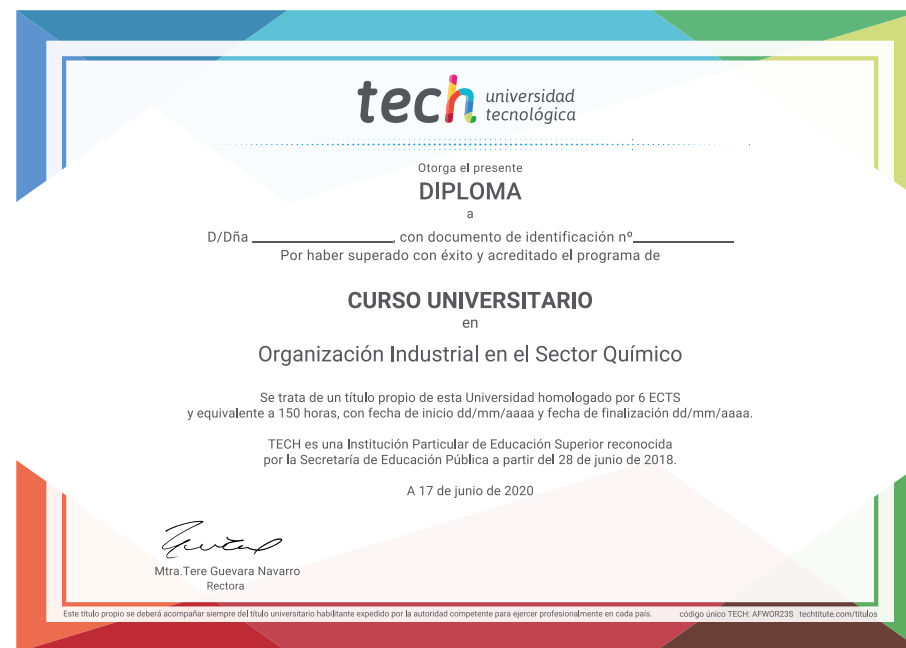 tech universidad
tecnológica
Otorga el presente
DIPLOMA
a
D/Dña ____________________, con documento de identificación nº______________
Por haber superado con éxito y acreditado el programa de
CURSO UNIVERSITARIO
en
Organización Industrial en el Sector Químico
Se trata de un título propio de esta Universidad homologado por 6 ECTS
y equivalente a 150 horas, con fecha de inicio dd/mm/aaaa y fecha de finalización dd/mm/aaaa.
TECH es una Institución Particular de Educación Superior reconocida
por la Secretaría de Educación Pública a partir del 28 de junio de 2018.
A 17 de junio de 2020
Mtra.Tere Guevara Navarro
Rectora
Este título propio se deberá acompañar siempre del título universitario habilitante expedido por la autoridad competente para ejercer profesionalmente en cada país. código único TECH: AFWOR23S techtitute.com/títulos